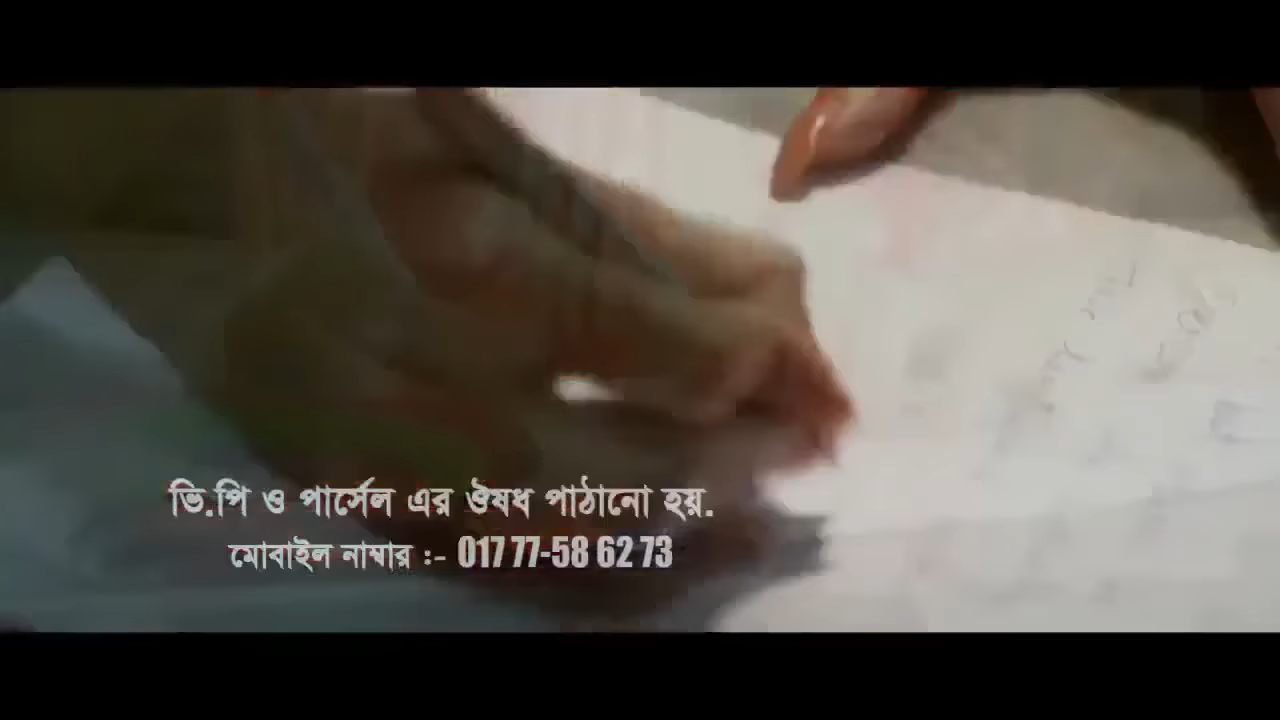 ভি.পি ও পার্সেল এর ঔষধ পাঠানো হয়.
মোবাইল নাম্বার :- 017 77-58 62 73